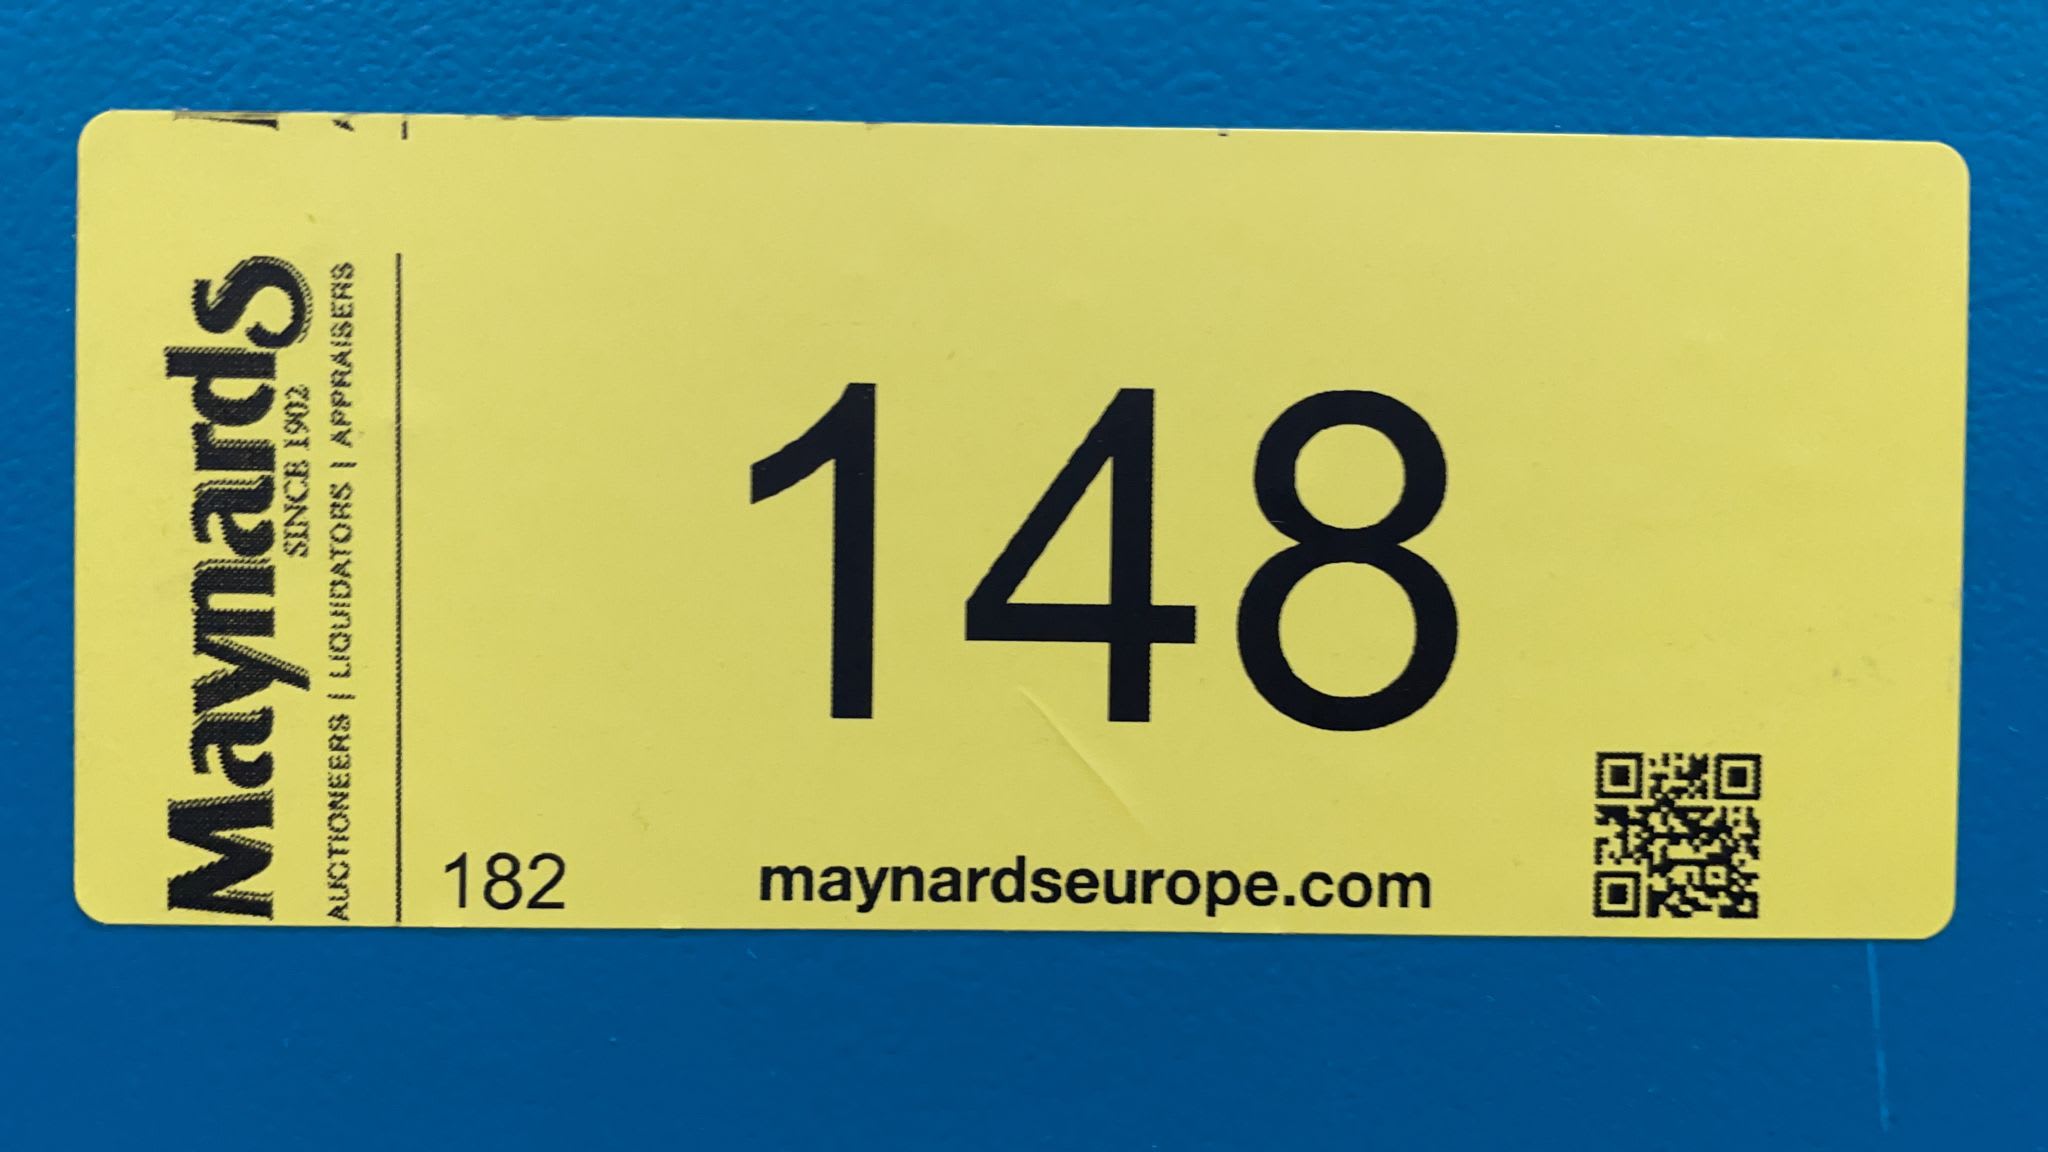 Maynards
SINCE 1902
AUCTIONEERS | LIQUIDATORS | APPRAISERS
148
182
maynardseurope.com